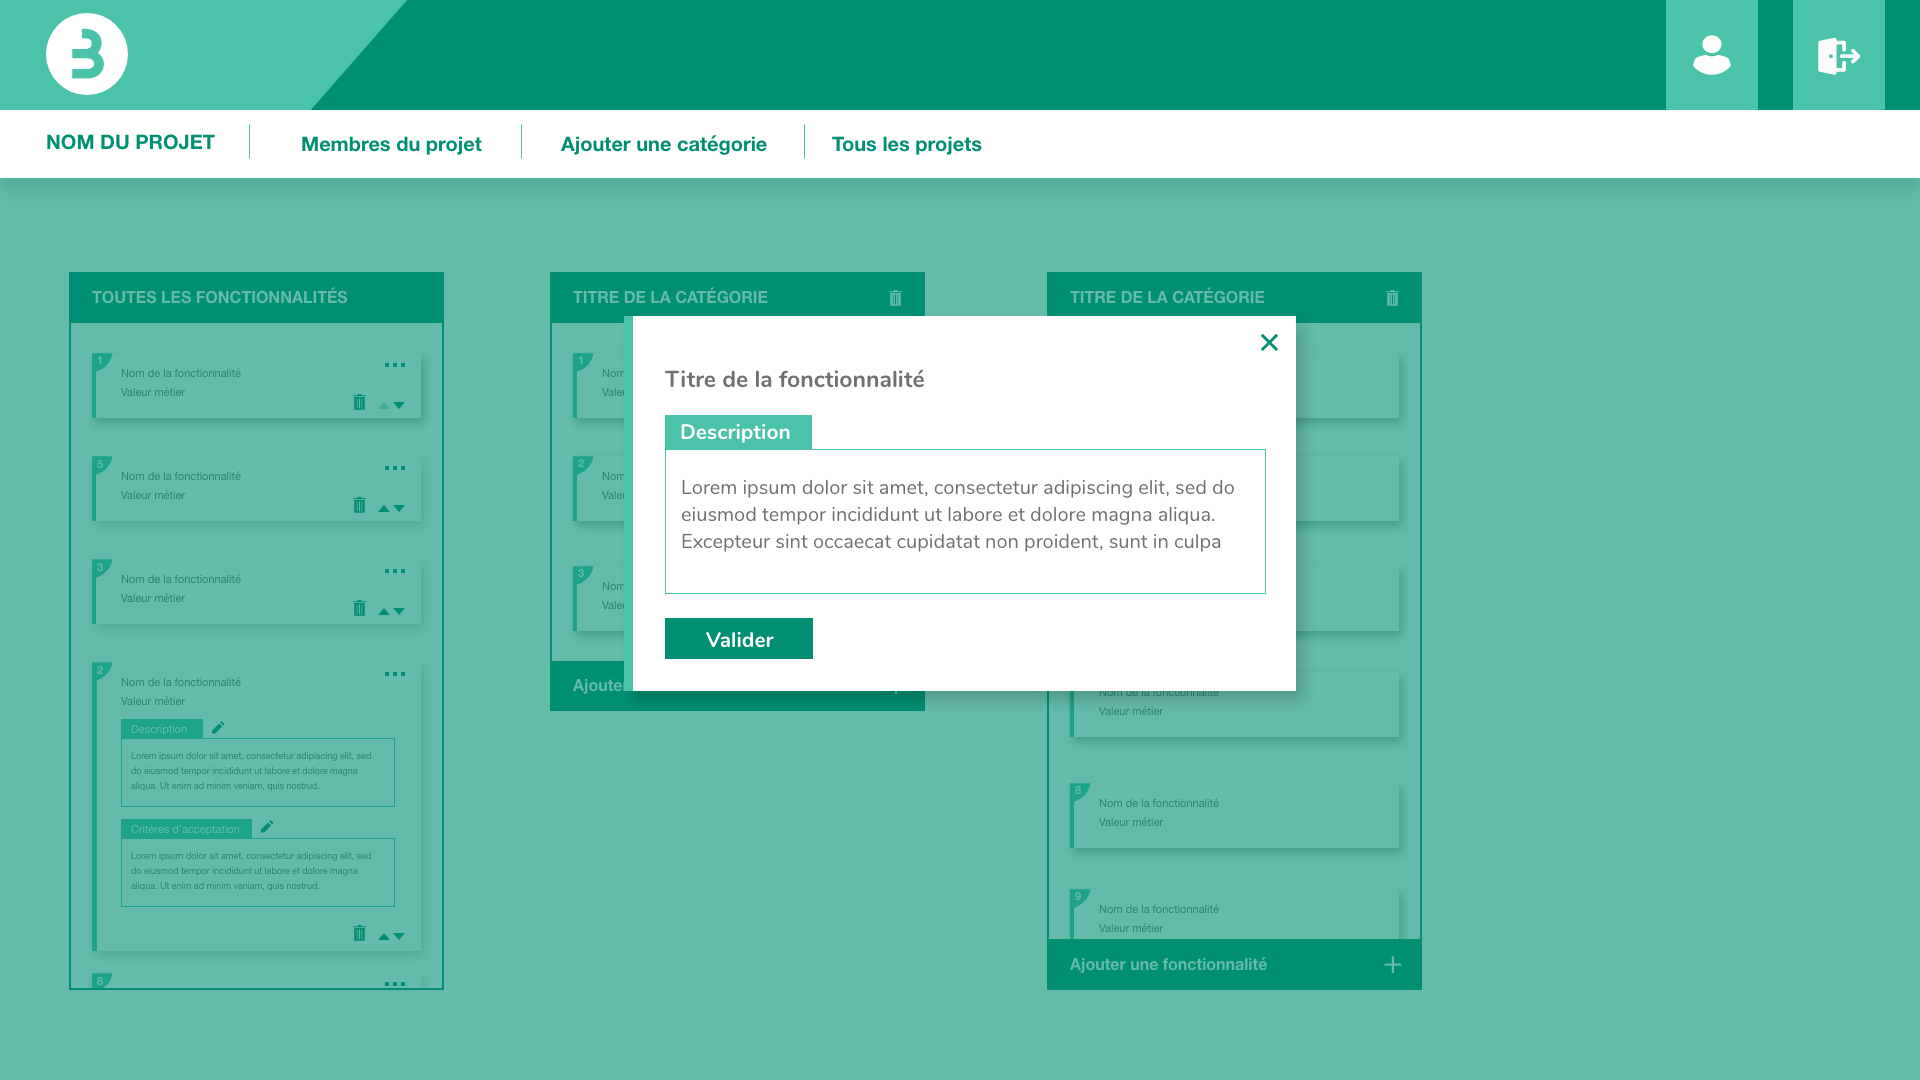 B
NOM DU PROJET
Membres du projet
Ajouter une catégorie
Tous les projets
TOUTES LES FONCTIONNALITÉS
1
Nom de la fonctionnalité
Valeur métier
5
Nom de la fonctionnalité
Valeur métier
3
Nom de la fonctionnalité
Valeur métier
2
Nom de la fonctionnalité
Valeur métier
Description
Lorem ipsum dolor sit amet, consectetur adipiscing elit, sed
do eiusmod tempor incididunt ut labore et dolore magna
aliqua. Ut enim ad minim veniam, quis nostrud.
Critères d'acceptation
Lorem ipsum dolor sit amet, consectetur adipiscing elit, sed
do eiusmod tempor incididunt ut labore et dolore magna
aliqua. Ut enim ad minim veniam, quis nostrud.
8
TITRE DE LA CATÉGORIE
1
2
3
Ajouter
TITRE DE LA CATÉGORIE
Titre de la fonctionnalité
Description
Lorem ipsum dolor sit amet, consectetur adipiscing elit, sed do
eiusmod tempor incididunt ut labore et dolore magna aliqua.
Excepteur sint occaecat cupidatat non proident, sunt in culpa
Valider
Nom de la fonctionnalité
Valeur métier
8
Nom de la fonctionnalité
Valeur métier
9
Nom de la fonctionnalité
Valeur métier
Ajouter une fonctionnalité